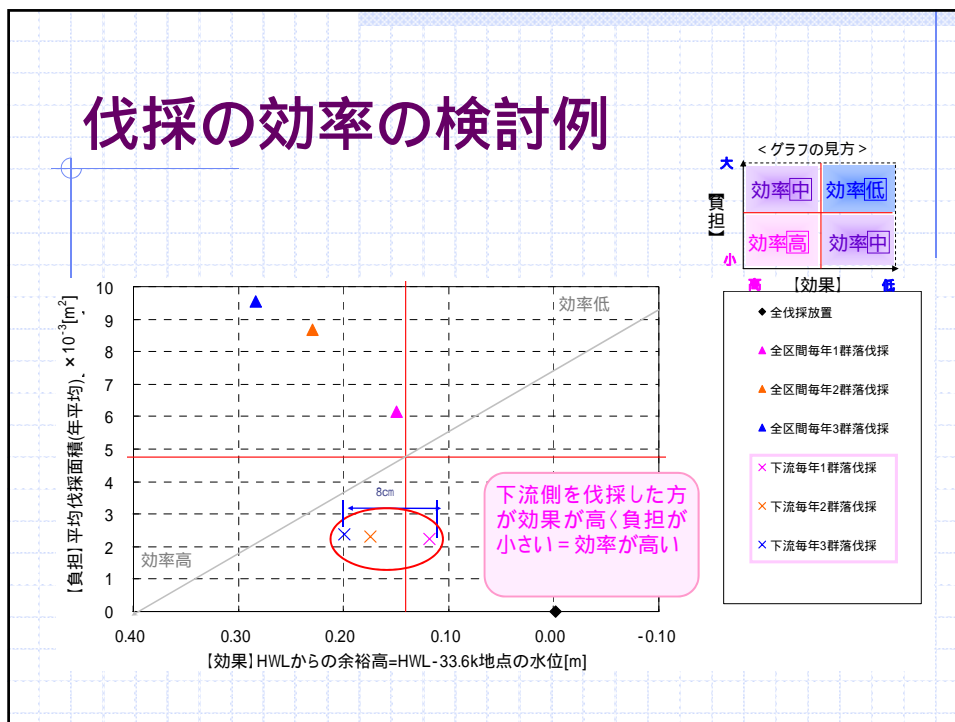 伐採の効率の検討例
<グラフの見方>
大
【負担】
小
効率中
効率低
効率高
効率中
高
【効果】
低
【負担】平均伐採面積(年平均)、×10⁻³[m²]
10
9
8
7
6
5
4
3
2
1
0
0.40
0.30
0.20
0.10
0.00
-0.10
【効果】HWLからの余裕高=HWL-33.6k地点の水位[m]
効率低
効率高
8㎝
下流側を伐採した方
が効果が高く負担が
小さい=効率が高い
全伐採放置
全区間毎年1群落伐採
全区間毎年2群落伐採
全区間毎年3群落伐採
下流毎年1群落伐採
下流毎年2群落伐採
下流毎年3群落伐採